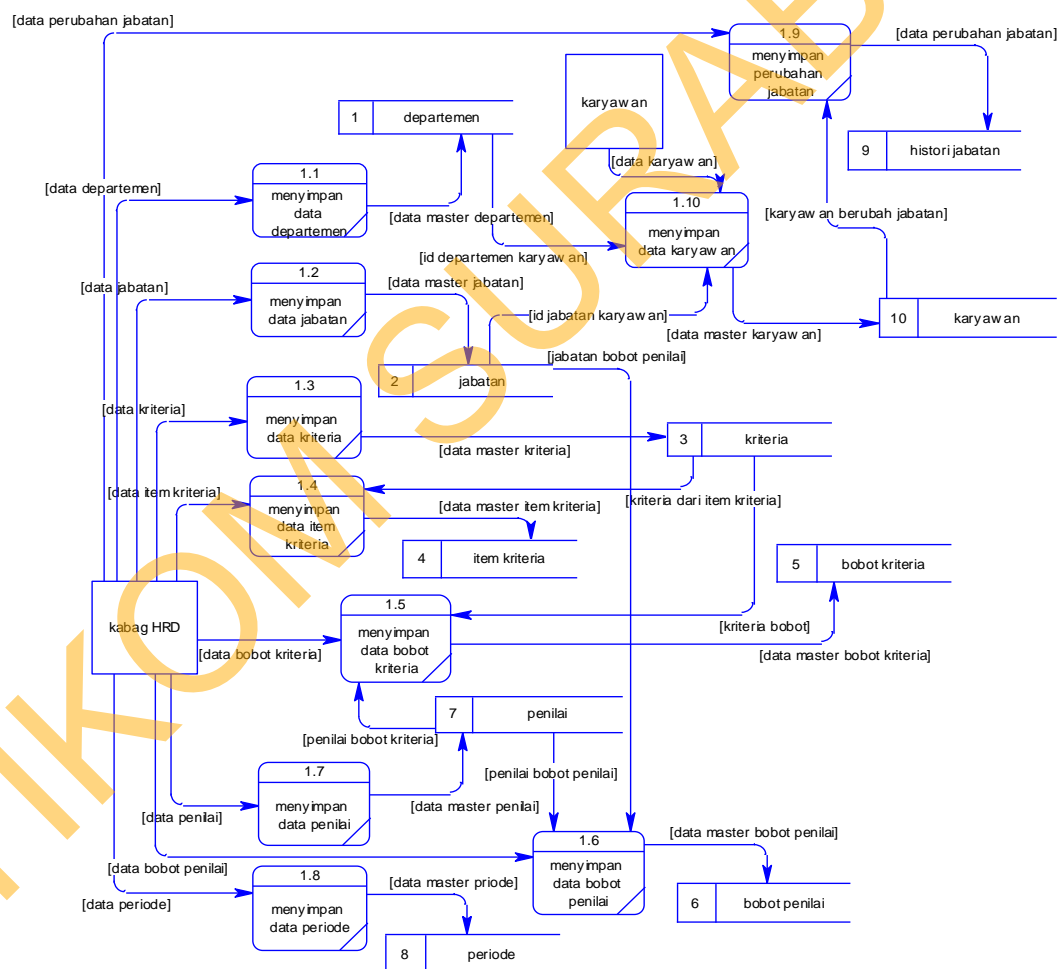 [data perubahan jabatan]
1.9
menyimpan
perubahan
jabatan
[data perubahan jabatan]
karyawan
1
departemen
9
histori jabatan
[data karyawan]
1.1
menyimpan
data
departemen
[data departemen]
[data master departemen]
1.10
menyimpan
data karyawan
[karyawan berubah jabatan]
[id departemen karyawan]
1.2
menyimpan
data jabatan
[data jabatan]
[data master jabatan]
[id jabatan karyawan]
[data master karyawan]
10
karyawan
[jabatan bobot penilai]
2
jabatan
1.3
menyimpan
data kriteria
[data kriteria]
[data master kriteria]
3
kriteria
1.4
menyimpan
data item
kriteria
[data item kriteria]
[kriteria dari item kriteria]
[data master item kriteria]
4
item kriteria
5
bobot kriteria
kabag HRD
1.5
menyimpan
data bobot
kriteria
[data bobot kriteria]
[kriteria bobot]
[data master bobot kriteria]
7
penilai
[penilai bobot kriteria]
[penilai bobot penilai]
1.7
menyimpan
data penilai
[data penilai]
[data master penilai]
1.6
menyimpan
data bobot
penilai
[data master bobot penilai]
[data bobot penilai]
1.8
menyimpan
data periode
[data periode]
[data master priode]
6
bobot penilai
8
periode
IKOM SURAB